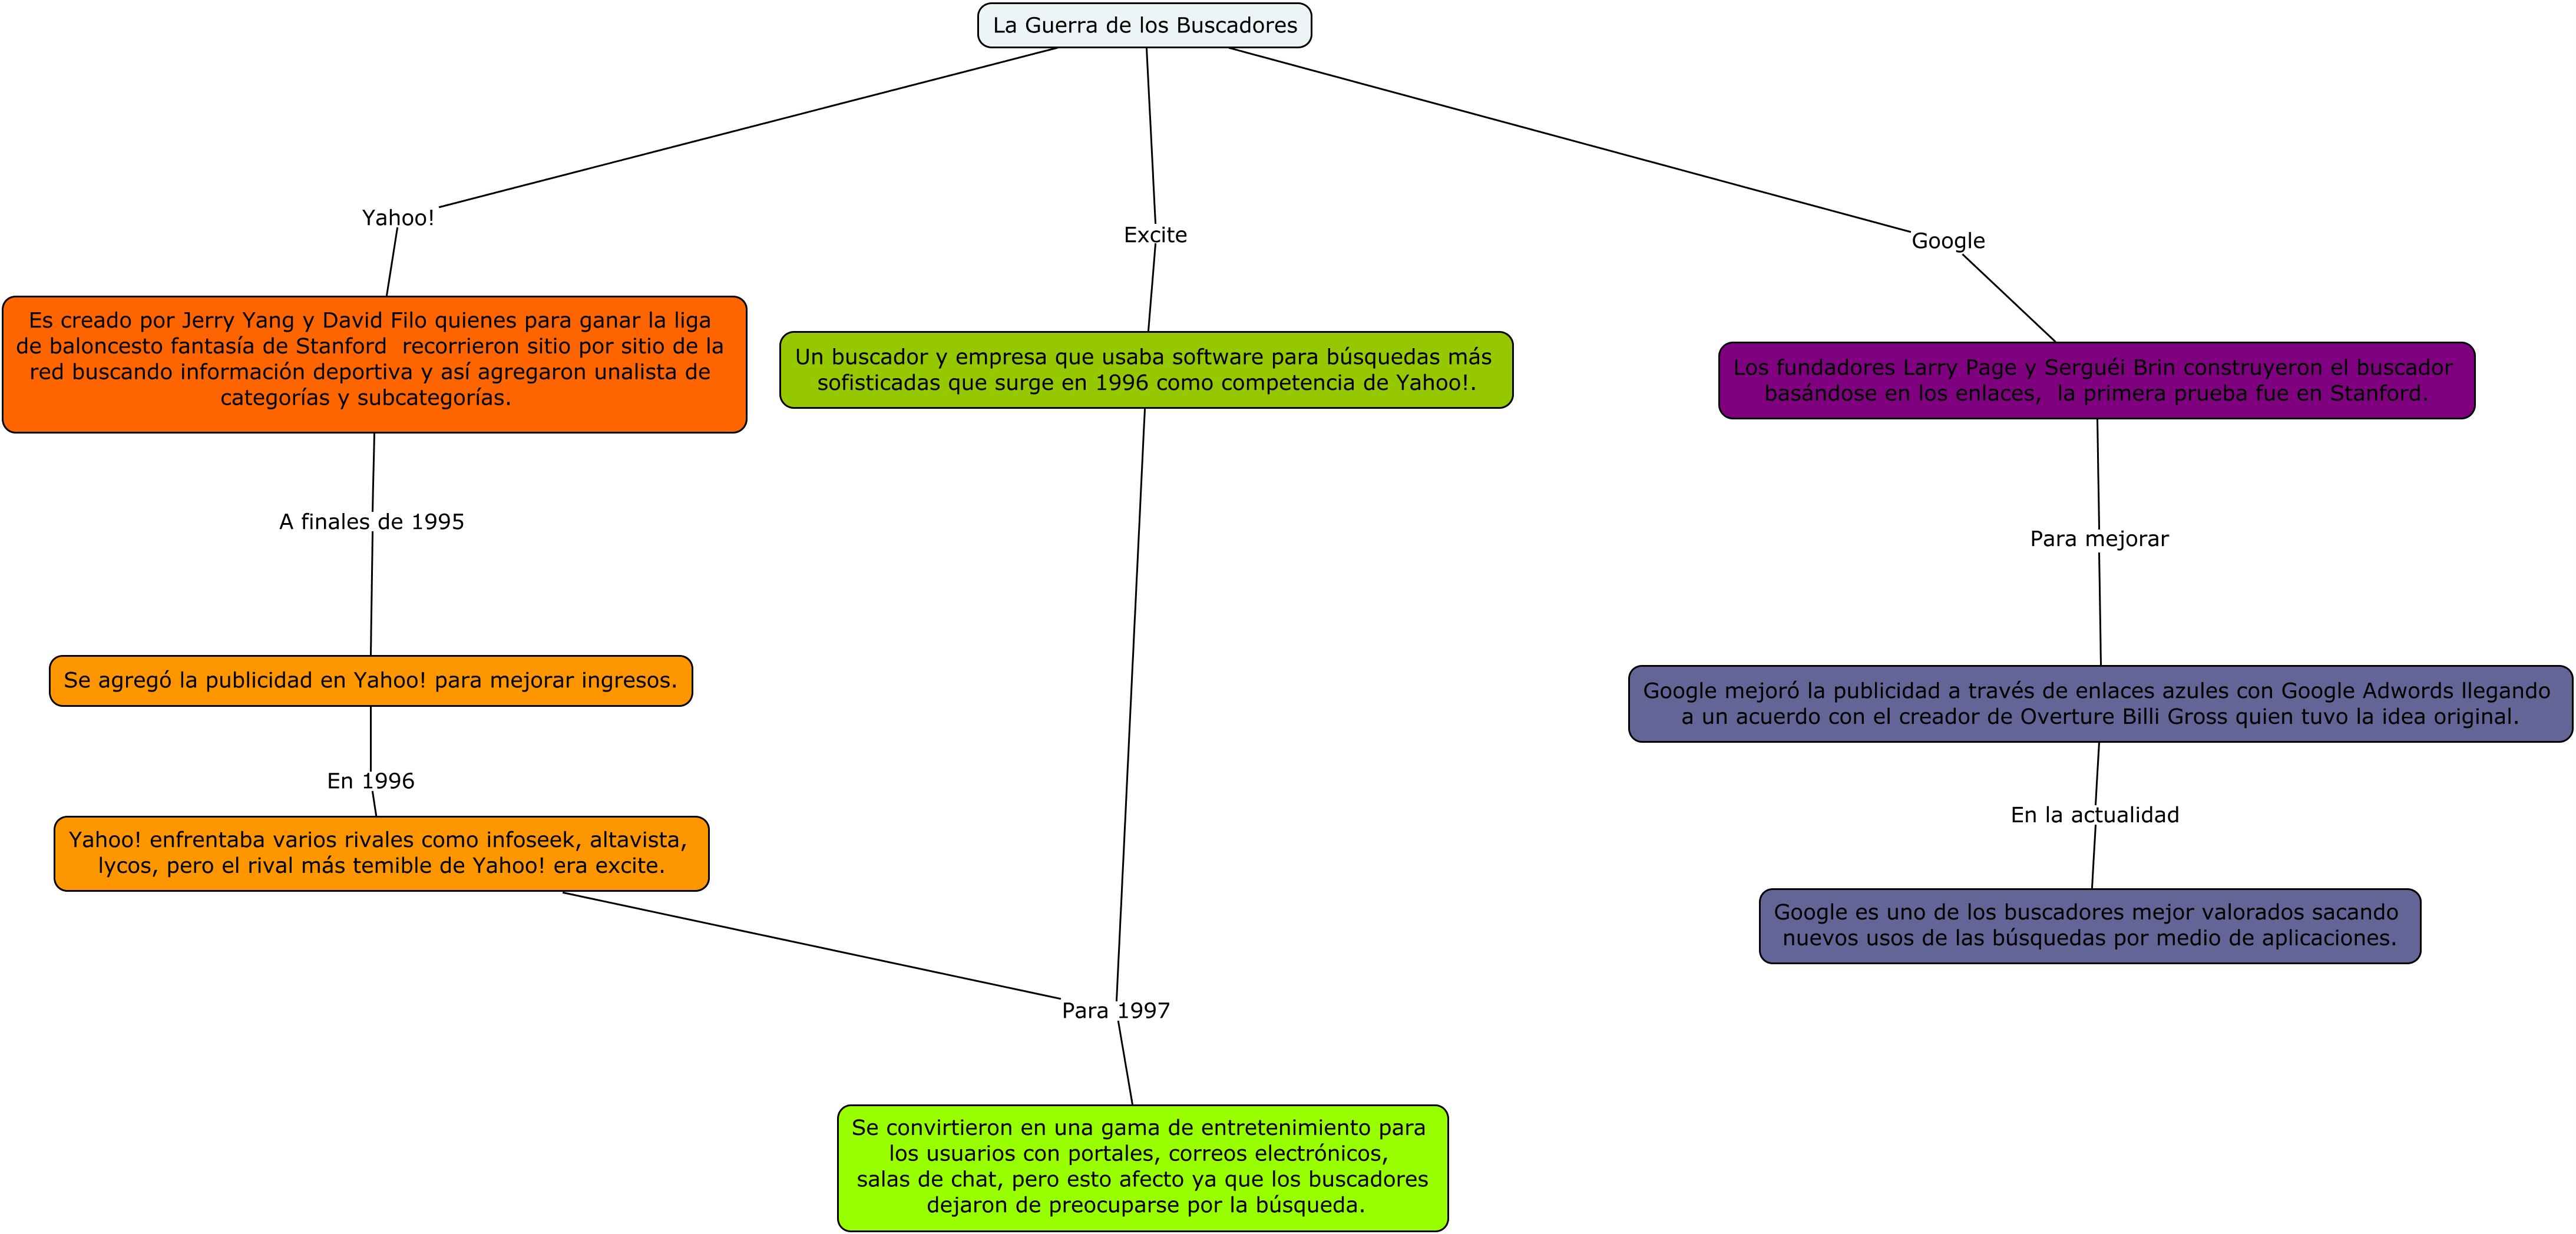 La Guerra de los Buscadores
Yahoo!
Es creado por Jerry Yang y David Filo quienes para ganar la liga
de baloncesto fantasía de Stanford  recorrieron sitio por sitio de la
red buscando información deportiva y así agregaron unalista de
categorías y subcategorías.
A finales de 1995
Se agregó la publicidad en Yahoo! para mejorar ingresos.
En 1996
Yahoo! enfrentaba varios rivales como infoseek, altavista,
lycos, pero el rival más temible de Yahoo! era excite.
Excite
Un buscador y empresa que usaba software para búsquedas más
sofisticadas que surge en 1996 como competencia de Yahoo!.
Para 1997
Se convirtieron en una gama de entretenimiento para
los usuarios con portales, correos electrónicos,
salas de chat, pero esto afecto ya que los buscadores
dejaron de preocuparse por la búsqueda.
Google
Los fundadores Larry Page y Serguéi Brin construyeron el buscador
basándose en los enlaces,  la primera prueba fue en Stanford.
Para mejorar
Google mejoró la publicidad a través de enlaces azules con Google Adwords llegando
a un acuerdo con el creador de Overture Billi Gross quien tuvo la idea original.
En la actualidad
Google es uno de los buscadores mejor valorados sacando
nuevos usos de las búsquedas por medio de aplicaciones.